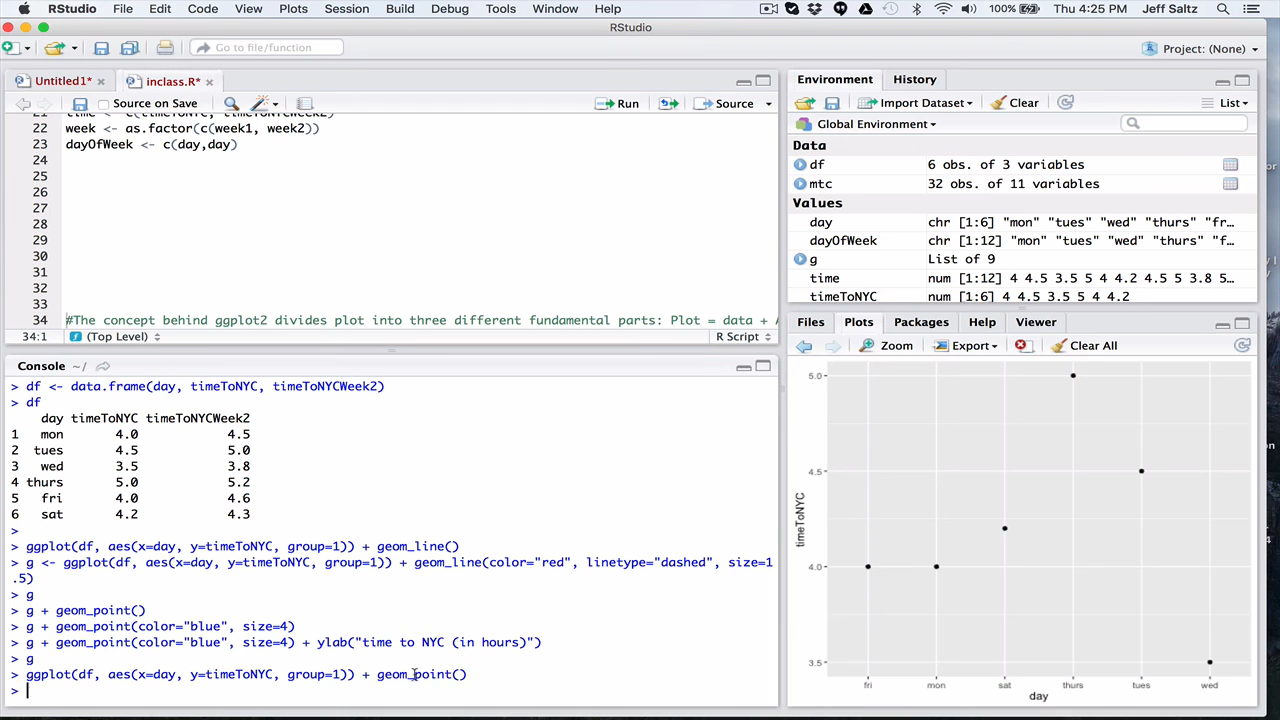 RStudio File Edit Code View Plots Session Build Debug Tools Window Help 100% Thu 4:25 PM Jeff Saltz
RStudio
Go to file/function Project: (None)
Untitled1* inclass.R*
Source on Save Run Source
22 week <- as.factor(c(week1, week2))
23 dayOfWeek <- c(day,day)
24
25
26
27
28
29
30
31
32
33
34 #The concept behind ggplot2 divides plot into three different fundamental parts: Plot = data +
34:1 (Top Level) R Script
Console ~/
> df <- data.frame(day, timeToNYC, timeToNYCWeek2)
> df
day timeToNYC timeToNYCWeek2
1 mon 4.0 4.5
2 tues 4.5 5.0
3 wed 3.5 3.8
4 thurs 5.0 5.2
5 fri 4.0 4.6
6 sat 4.2 4.3
>
> ggplot(df, aes(x=day, y=timeToNYC, group=1)) + geom_line()
> g <- ggplot(df, aes(x=day, y=timeToNYC, group=1)) + geom_line(color="red", linetype="dashed", size=1
.5)
> g
> g + geom_point()
> g + geom_point(color="blue", size=4)
> g + geom_point(color="blue", size=4) + ylab("time to NYC (in hours)")
> g
> ggplot(df, aes(x=day, y=timeToNYC, group=1)) + geom_point()
>
Environment History
Import Dataset Clear List
Global Environment
Data
df 6 obs. of 3 variables
mtc 32 obs. of 11 variables
Values
day chr [1:6] "mon" "tues" "wed" "thurs" "fr…
dayOfWeek chr [1:12] "mon" "tues" "wed" "thurs" "f…
g List of 9
time num [1:12] 4 4.5 3.5 5 4 4.2 4.5 5 3.8 5…
timeToNYC num [1:6] 4 4.5 3.5 5 4 4.2
Files Plots Packages Help Viewer
Zoom Export Clear All
5.0
4.5
4.0
3.5
timeToNYC
fri mon sat thurs tues wed
day